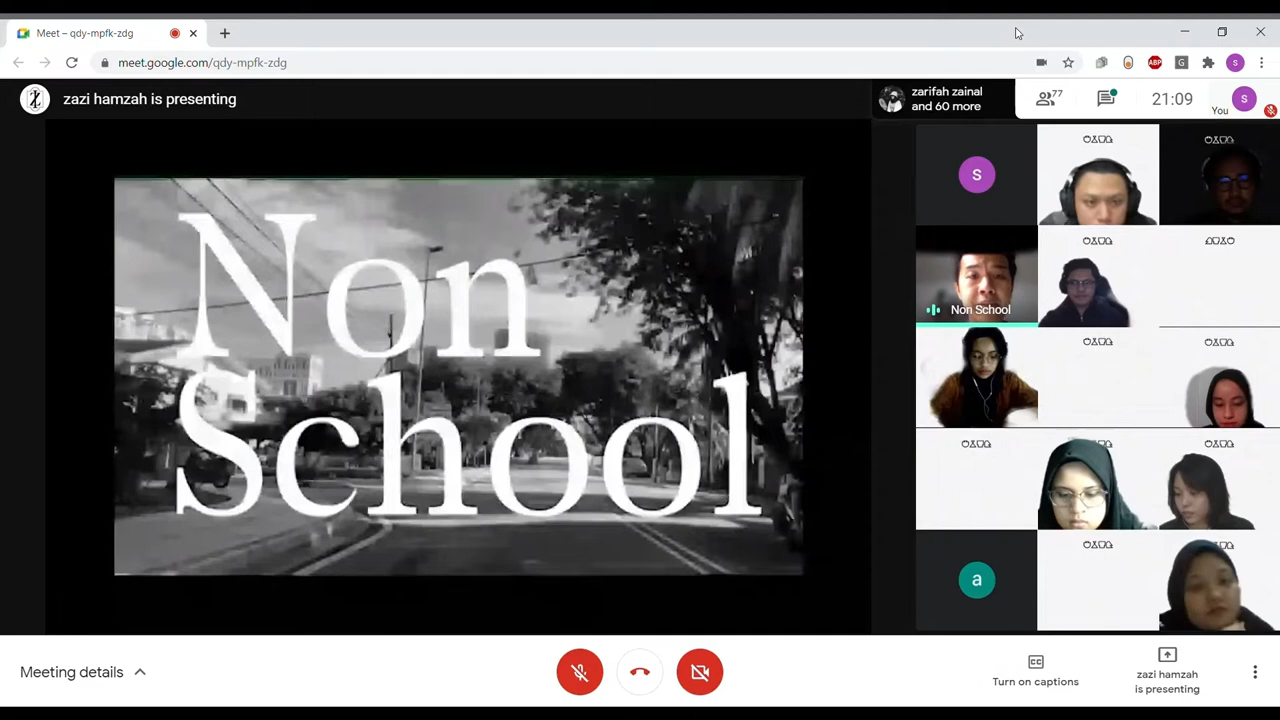 Meet – qdy-mpfk-zdg
meet.google.com/qdy-mpfk-zdg
ABP
G
S
zazi hamzah is presenting
zarifah zainal
and 60 more
77
21:09
You
S
Non
School
S
Non School
a
Meeting details
Turn on captions
zazi hamzah
is presenting